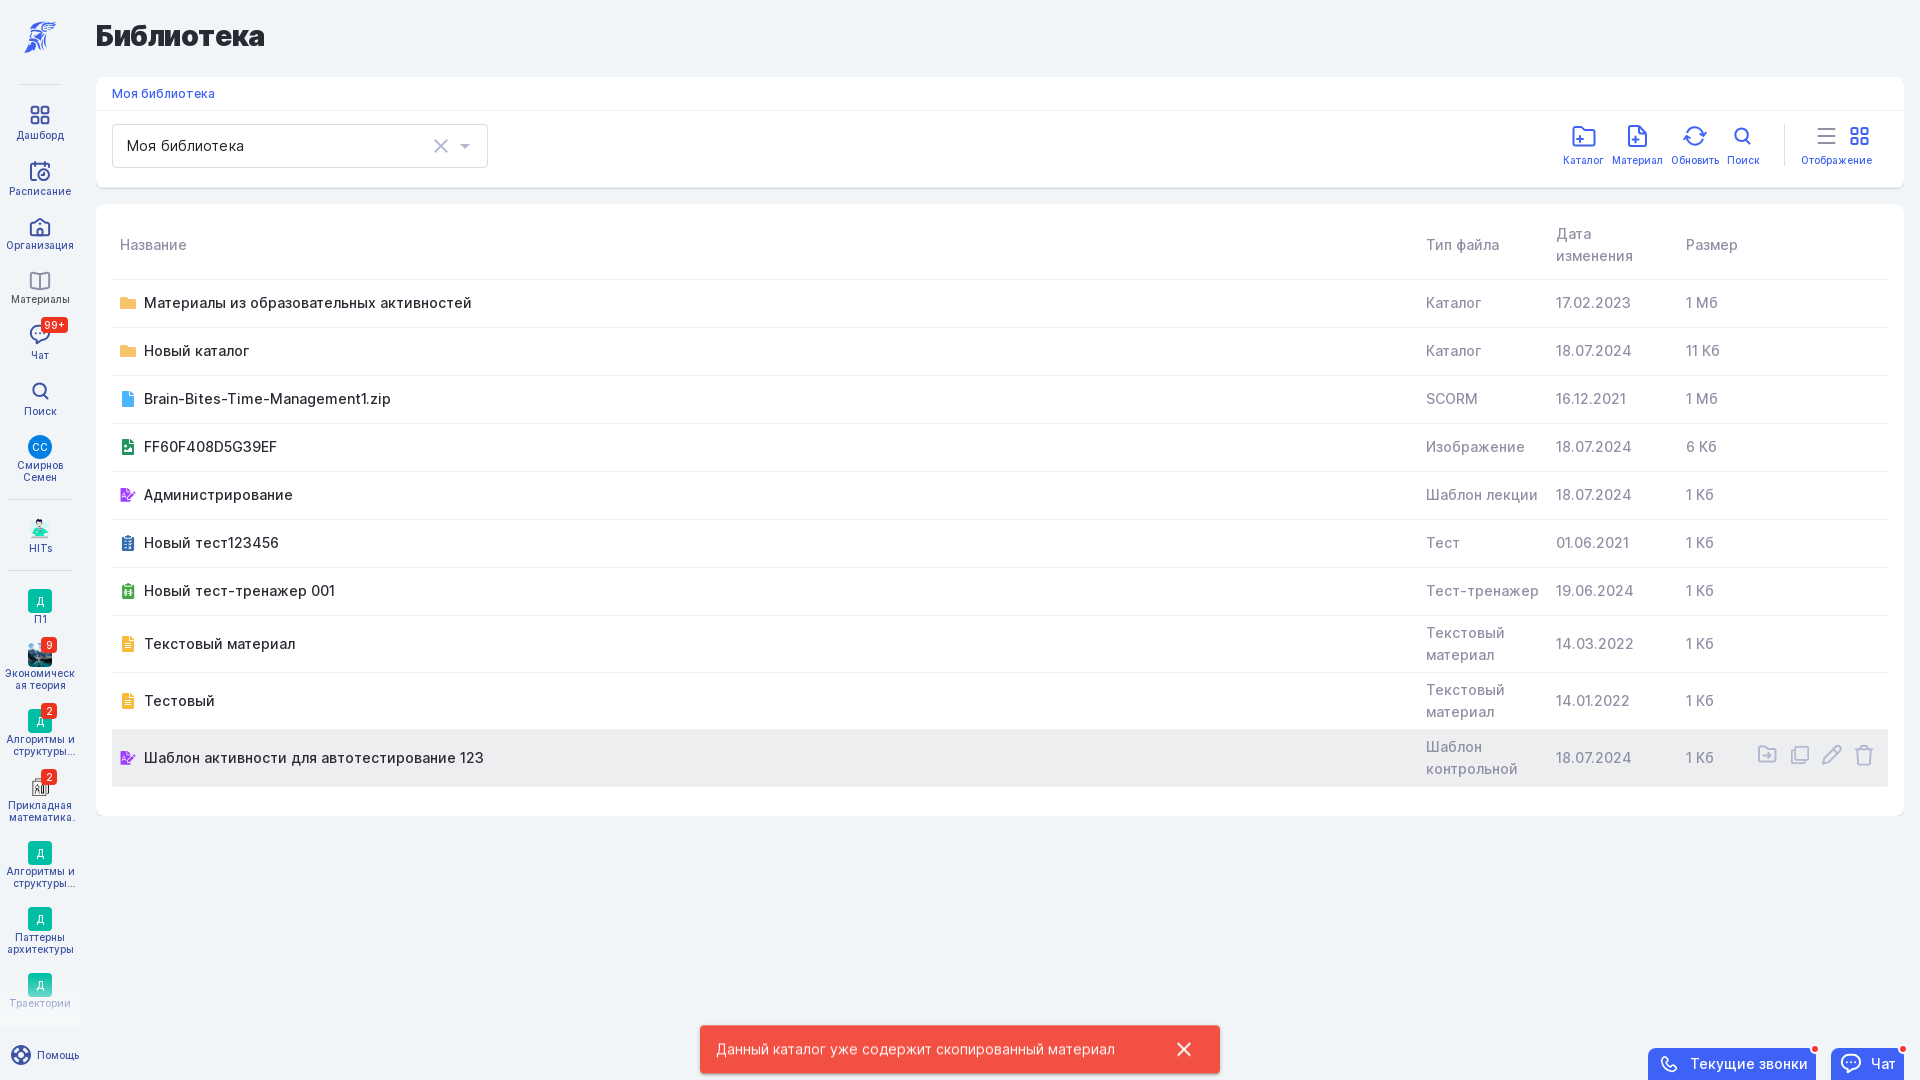 Библиотека
Моя библиотека
Моя библиотека
Каталог
Материал
Обновить
Поиск
Отображение
Дашборд
Расписание
Организация
Материалы
99+
Чат
Поиск
СС
Смирнов
Семен
HITs
Д
П1
9
Экономическ
ая теория
2
Д
Алгоритмы и
структуры...
2
Прикладная
математика.
Д
Алгоритмы и
структуры...
Д
Паттерны
архитектуры
Д
Траектории
Помощь
Название
Тип файла
Дата
изменения
Размер
Материалы из образовательных активностей
Каталог
17.02.2023
1 Мб
Новый каталог
Каталог
18.07.2024
11 Кб
Brain-Bites-Time-Management1.zip
SCORM
16.12.2021
1 Мб
FF60F408D5G39EF
Изображение
18.07.2024
6 Кб
Администрирование
Шаблон лекции
18.07.2024
1 Кб
Новый тест123456
Тест
01.06.2021
1 Кб
Новый тест-тренажер 001
Тест-тренажер
19.06.2024
1 Кб
Текстовый материал
Текстовый
материал
14.03.2022
1 Кб
Тестовый
Текстовый
материал
14.01.2022
1 Кб
Шаблон активности для автотестирование 123
Шаблон
контрольной
18.07.2024
1 Кб
Данный каталог уже содержит скопированный материал
Текущие звонки
Чат